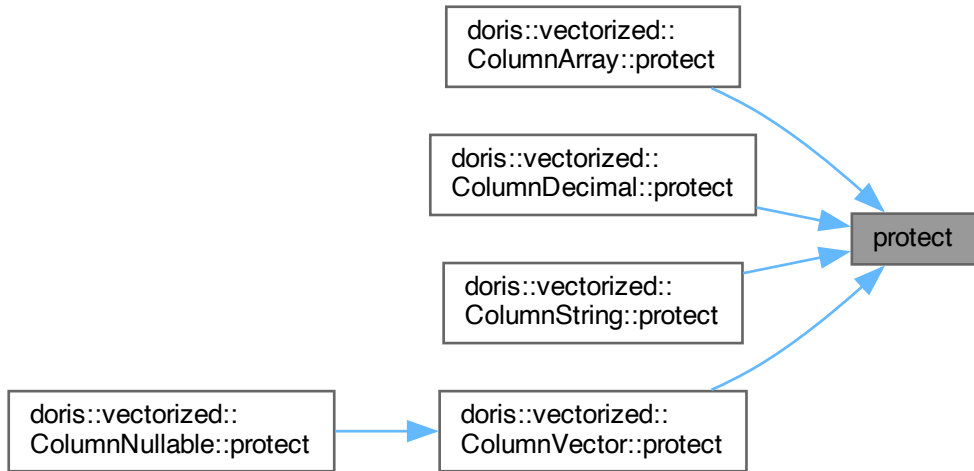 doris::vectorized::
ColumnArray::protect
doris::vectorized::
ColumnDecimal::protect
protect
doris::vectorized::
ColumnString::protect
doris::vectorized::
ColumnNullable::protect
doris::vectorized::
ColumnVector::protect